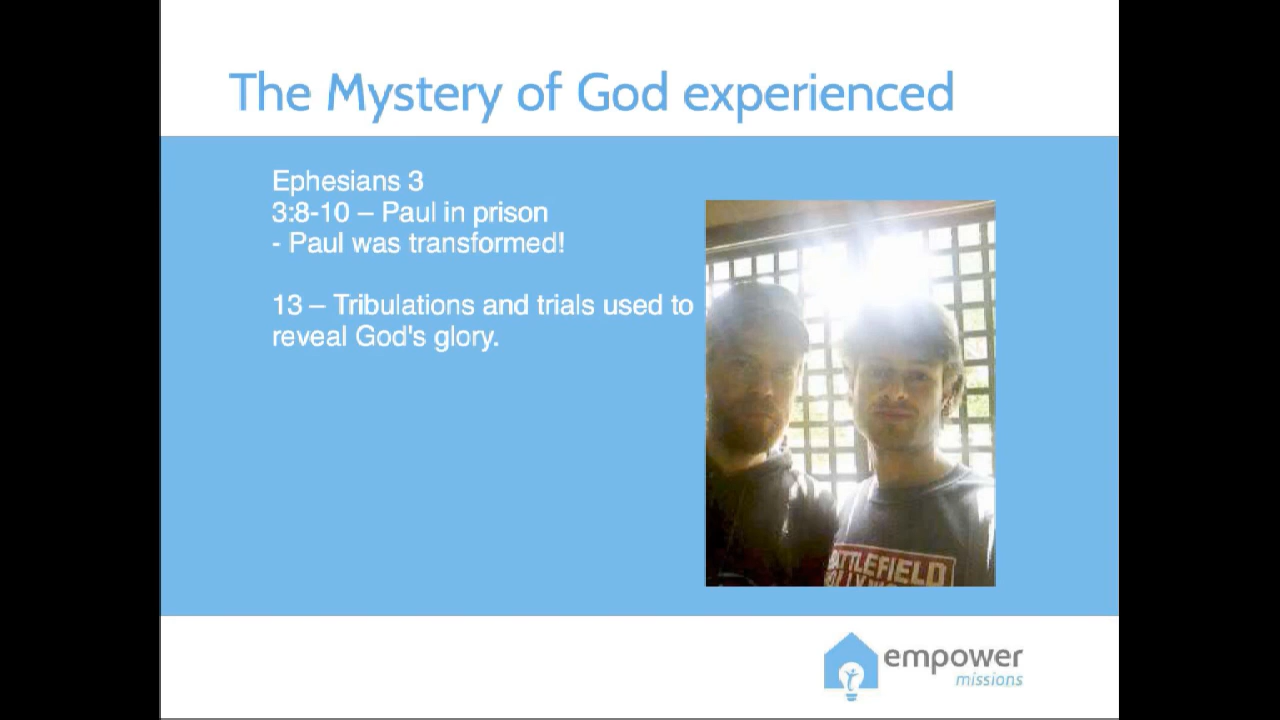 The Mystery of God experienced
Ephesians 3
3:8-10 – Paul in prison
- Paul was transformed!
13 – Tribulations and trials used to
reveal God's glory.
BATTLEFIELD
empower
missions